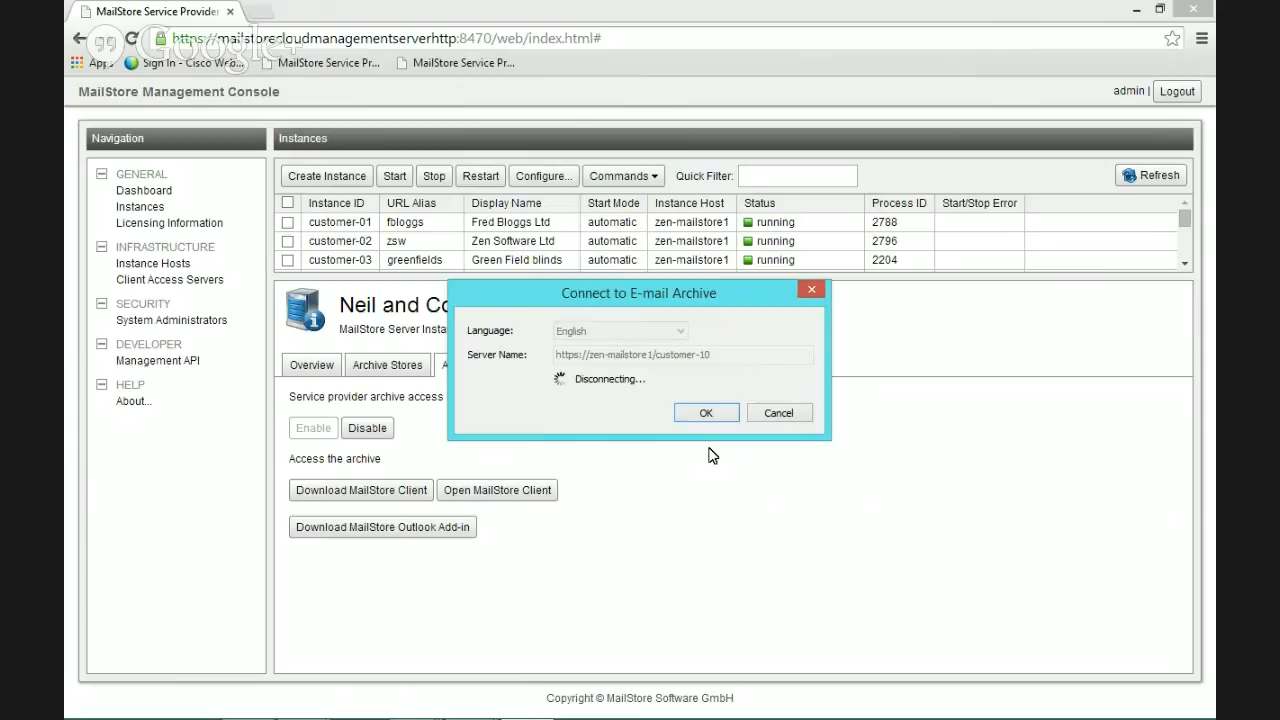 MailStore Service Provider
https://mailstorecloudmanagementserverhttp:8470/web/index.html#
Google+
Apps Sign In - Cisco Web... MailStore Service Pr... MailStore Service Pr...
MailStore Management Console
admin | Logout
Navigation
GENERAL
Dashboard
Instances
Licensing Information
INFRASTRUCTURE
Instance Hosts
Client Access Servers
SECURITY
System Administrators
DEVELOPER
Management API
HELP
About...
Instances
Create Instance Start Stop Restart Configure... Commands Quick Filter: Refresh
Instance ID URL Alias Display Name Start Mode Instance Host Status Process ID Start/Stop Error
customer-01 fbloggs Fred Bloggs Ltd automatic zen-mailstore1 running 2788
customer-02 zsw Zen Software Ltd automatic zen-mailstore1 running 2796
customer-03 greenfields Green Field blinds automatic zen-mailstore1 running 2204
Neil and Co
MailStore Server Insta
Overview Archive Stores A
Service provider archive access
Enable Disable
Access the archive
Download MailStore Client Open MailStore Client
Download MailStore Outlook Add-in
Connect to E-mail Archive
Language: English
Server Name: https://zen-mailstore1/customer-10
Disconnecting...
OK Cancel
Copyright © MailStore Software GmbH